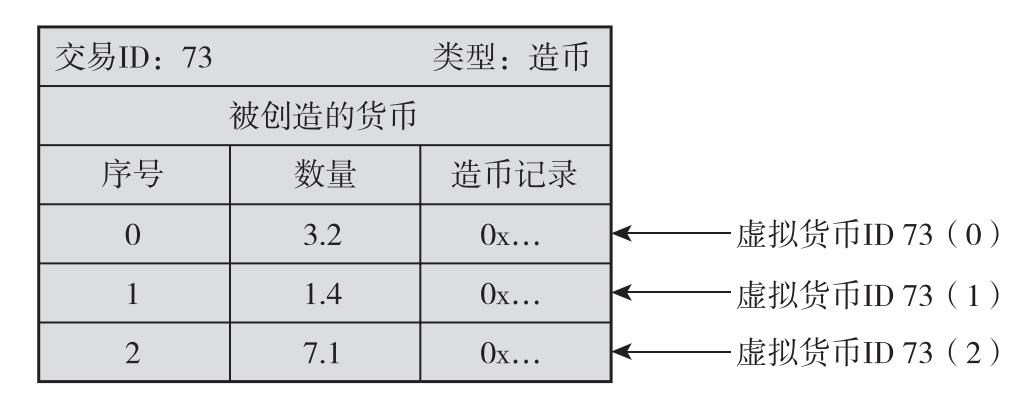 交易ID：73 类型：造币
被创造的货币
序号 数量 造币记录
0 3.2 0x… 虚拟货币ID 73（0）
1 1.4 0x… 虚拟货币ID 73（1）
2 7.1 0x… 虚拟货币ID 73（2）